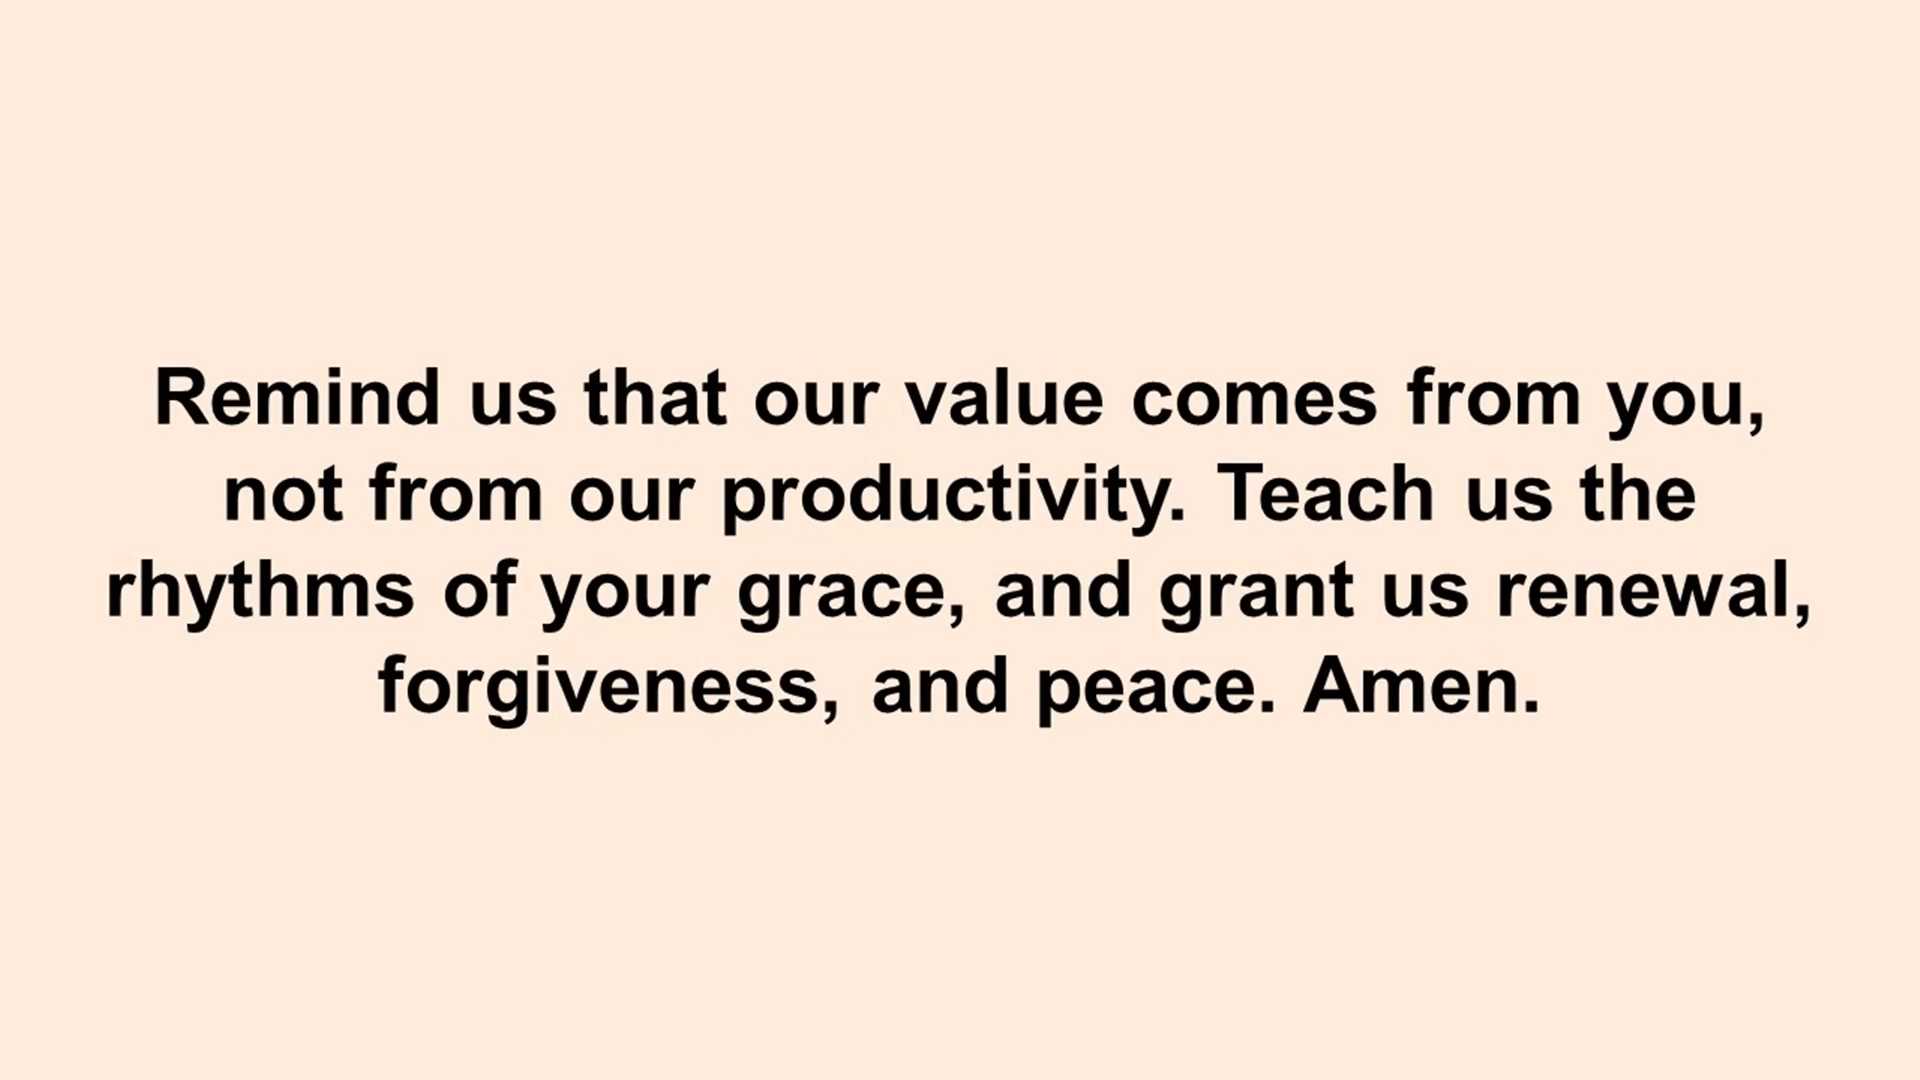 Remind us that our value comes from you,
not from our productivity. Teach us the
rhythms of your grace, and grant us renewal,
forgiveness, and peace. Amen.